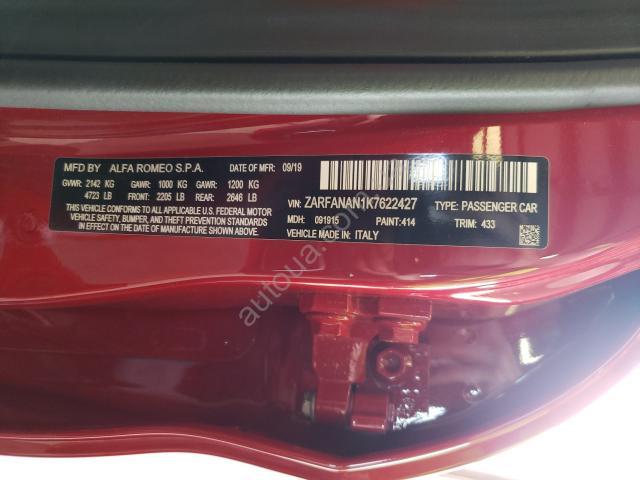 MFD BY ALFA ROMEO S.P.A. DATE OF MFR: 09/19
GVWR: 2142 KG GAWR: 1000 KG GAWR: 1200 KG
4723 LB FRONT: 2205 LB REAR: 2646 LB
THIS VEHICLE CONFORMS TO ALL APPLICABLE U.S. FEDERAL MOTOR
VEHICLE SAFETY, BUMPER, AND THEFT PREVENTION STANDARDS
IN EFFECT ON THE DATE OF MANUFACTURE SHOWN ABOVE.
VIN: ZARFANAN1K7622427 TYPE: PASSENGER CAR
MDH: 091915 PAINT: 414 TRIM: 433
VEHICLE MADE IN: ITALY
autoua.com